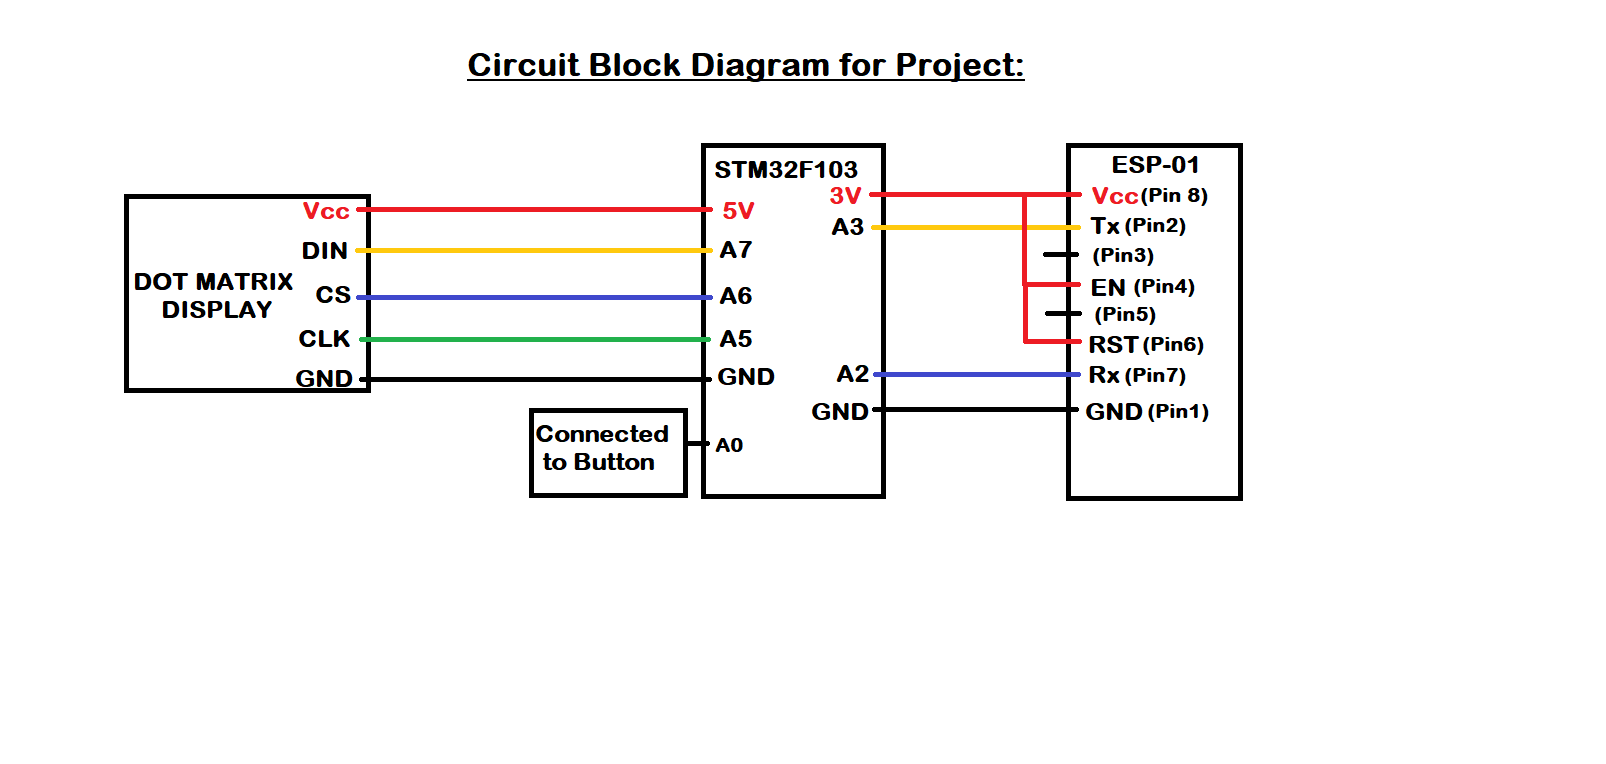 Circuit Block Diagram for Project:
DOT MATRIX
DISPLAY
Vcc
DIN
CS
CLK
GND
Connected
to Button
STM32F103
5V
A7
A6
A5
GND
A0
3V
A3
A2
GND
ESP-01
Vcc (Pin 8)
Tx (Pin2)
(Pin3)
EN (Pin4)
(Pin5)
RST (Pin6)
Rx (Pin7)
GND (Pin1)